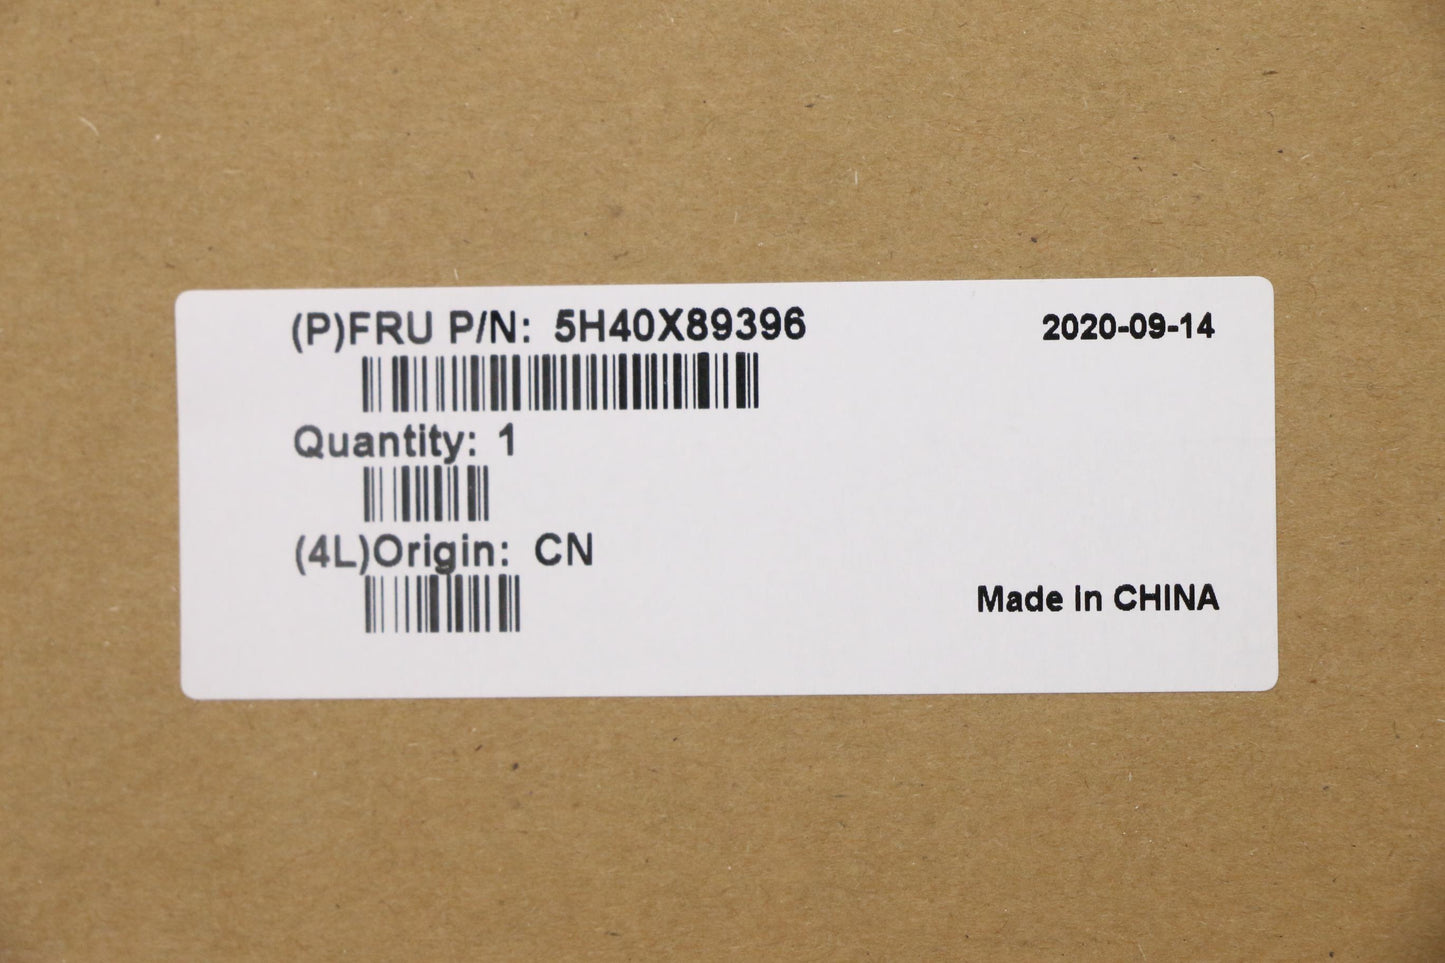 (P)FRU P/N: 5H40X89396
2020-09-14
Quantity: 1
(4L)Origin: CN
Made In CHINA